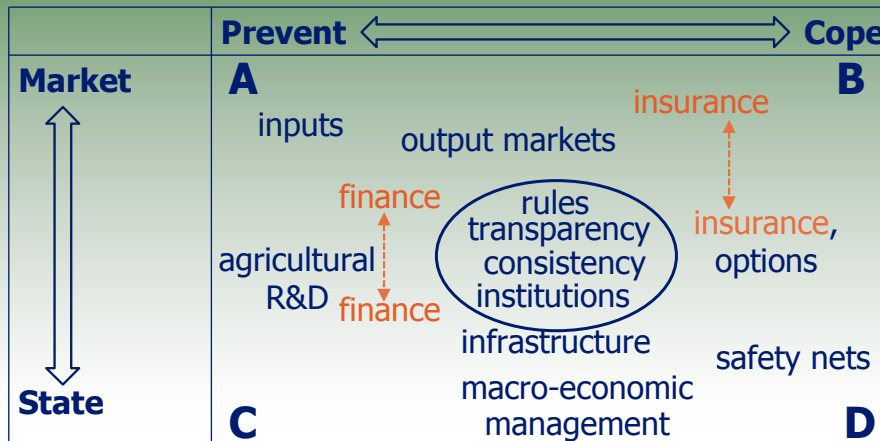 Prevent Cope
Market
A B
insurance
inputs
output markets
finance
rules
transparency
insurance,
agricultural
consistency
options
R&D
institutions
finance
infrastructure
safety nets
State
macro-economic
C management D